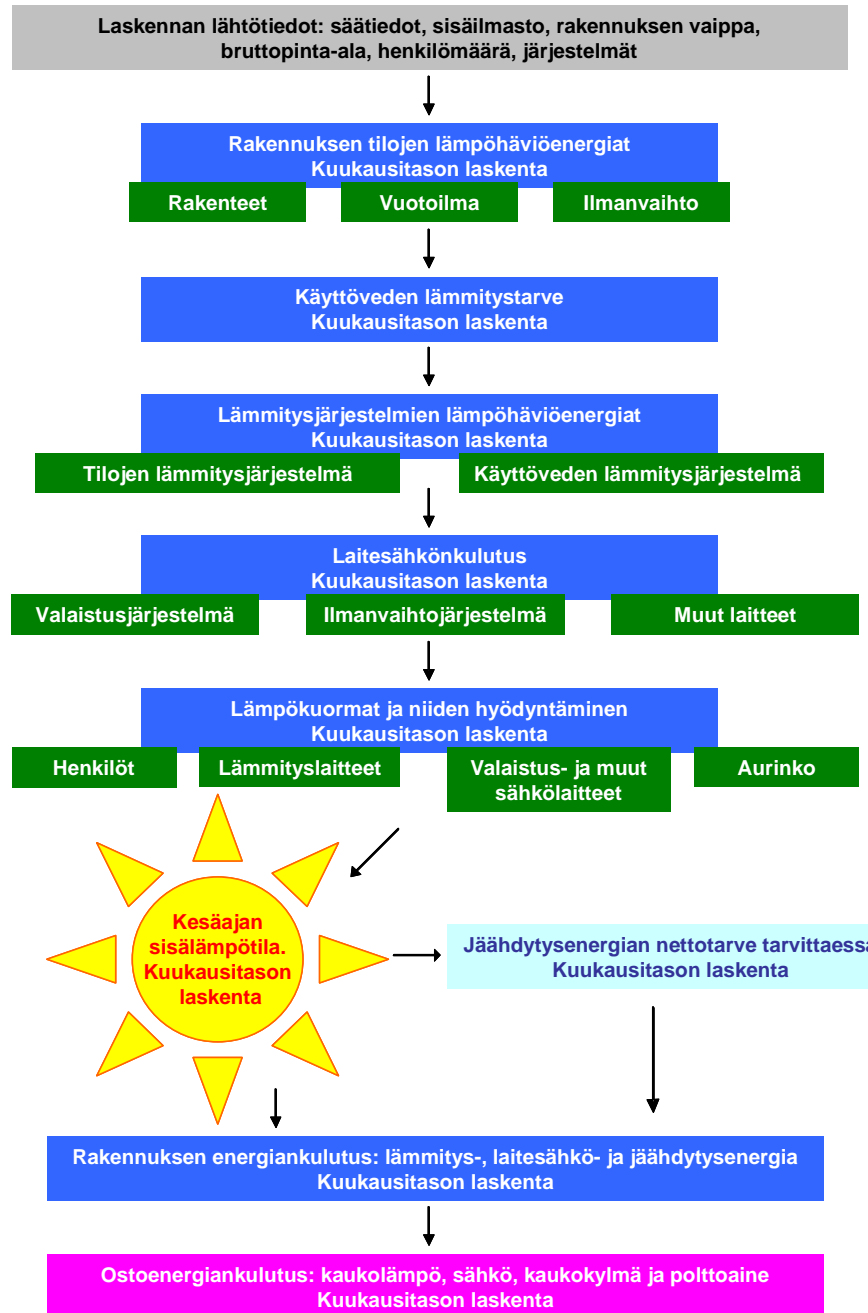 Laskennan lähtötiedot: säätiedot, sisäilmasto, rakennuksen vaippa,
bruttopinta-ala, henkilömäärä, järjestelmät
Rakennuksen tilojen lämpöhäviöenergiat
Kuukausitason laskenta
Rakenteet
Vuotoilma
Ilmanvaihto
Käyttöveden lämmitystarve
Kuukausitason laskenta
Lämmitysjärjestelmien lämpöhäviöenergiat
Kuukausitason laskenta
Tilojen lämmitysjärjestelmä
Käyttöveden lämmitysjärjestelmä
Laitesähkönkulutus
Kuukausitason laskenta
Valaistusjärjestelmä
Ilmanvaihtojärjestelmä
Muut laitteet
Lämpökuormat ja niiden hyödyntäminen
Kuukausitason laskenta
Henkilöt
Lämmityslaitteet
Valaistus- ja muut
sähkölaitteet
Aurinko
Kesäajan
sisälämpötila.
Kuukausitason
laskenta
Jäähdytysenergian nettotarve tarvittaessa
Kuukausitason laskenta
Rakennuksen energiankulutus: lämmitys-, laitesähkö- ja jäähdytysenergia
Kuukausitason laskenta
Ostoenergiankulutus: kaukolämpö, sähkö, kaukokylmä ja polttoaine
Kuukausitason laskenta